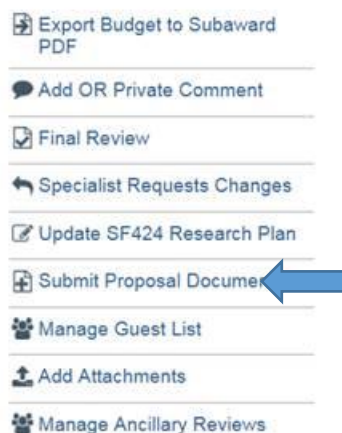 Export Budget to Subaward
PDF
Add OR Private Comment
Final Review
Specialist Requests Changes
Update SF424 Research Plan
Submit Proposal Documen
Manage Guest List
Add Attachments
Manage Ancillary Reviews